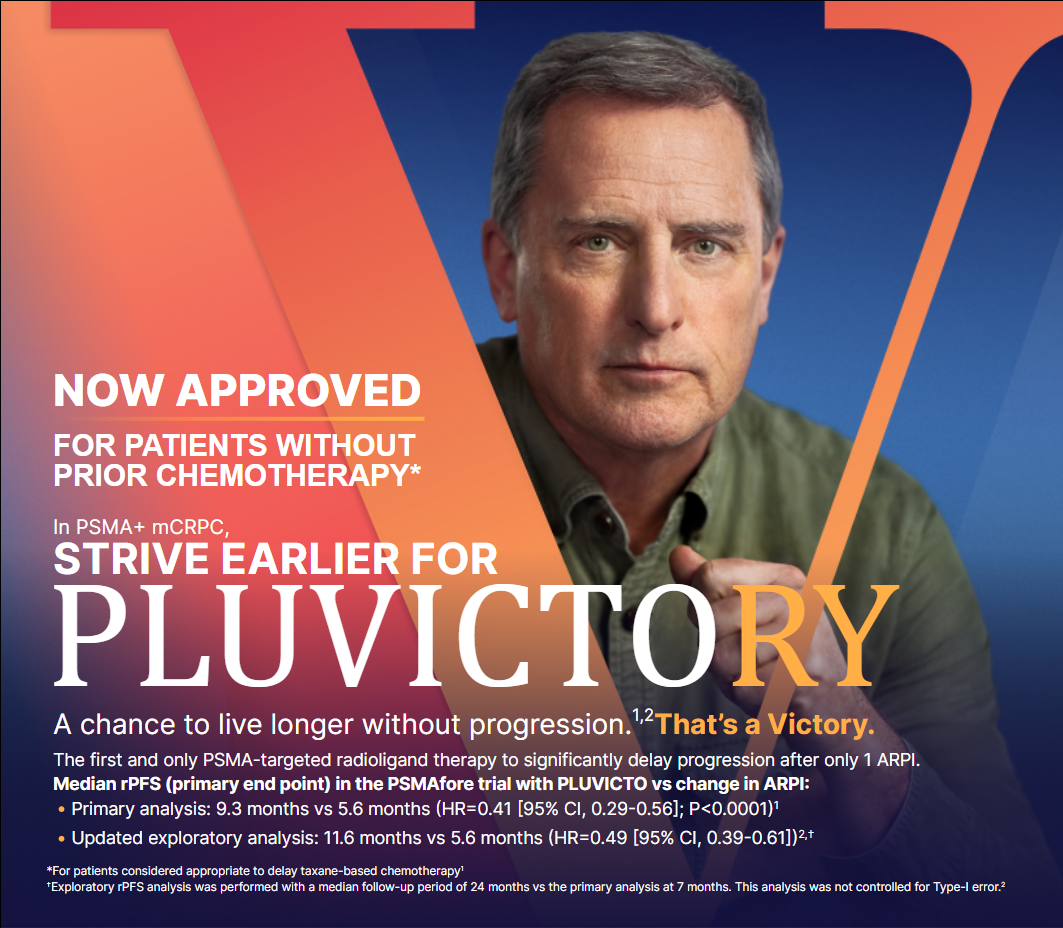 NOW APPROVED
FOR PATIENTS WITHOUT
PRIOR CHEMOTHERAPY*
In PSMA+ mCRPC,
STRIVE EARLIER FOR
PLUVICTORY
A chance to live longer without progression.1,2 That's a Victory.
The first and only PSMA-targeted radioligand therapy to significantly delay progression after only 1 ARPI.
Median rPFS (primary end point) in the PSMAfore trial with PLUVICTO vs change in ARPI:
• Primary analysis: 9.3 months vs 5.6 months (HR=0.41 [95% CI, 0.29-0.56]; P<0.0001)1
• Updated exploratory analysis: 11.6 months vs 5.6 months (HR=0.49 [95% CI, 0.39-0.61])2,†
*For patients considered appropriate to delay taxane-based chemotherapy1
†Exploratory rPFS analysis was performed with a median follow-up period of 24 months vs the primary analysis at 7 months. This analysis was not controlled for Type-I error.2